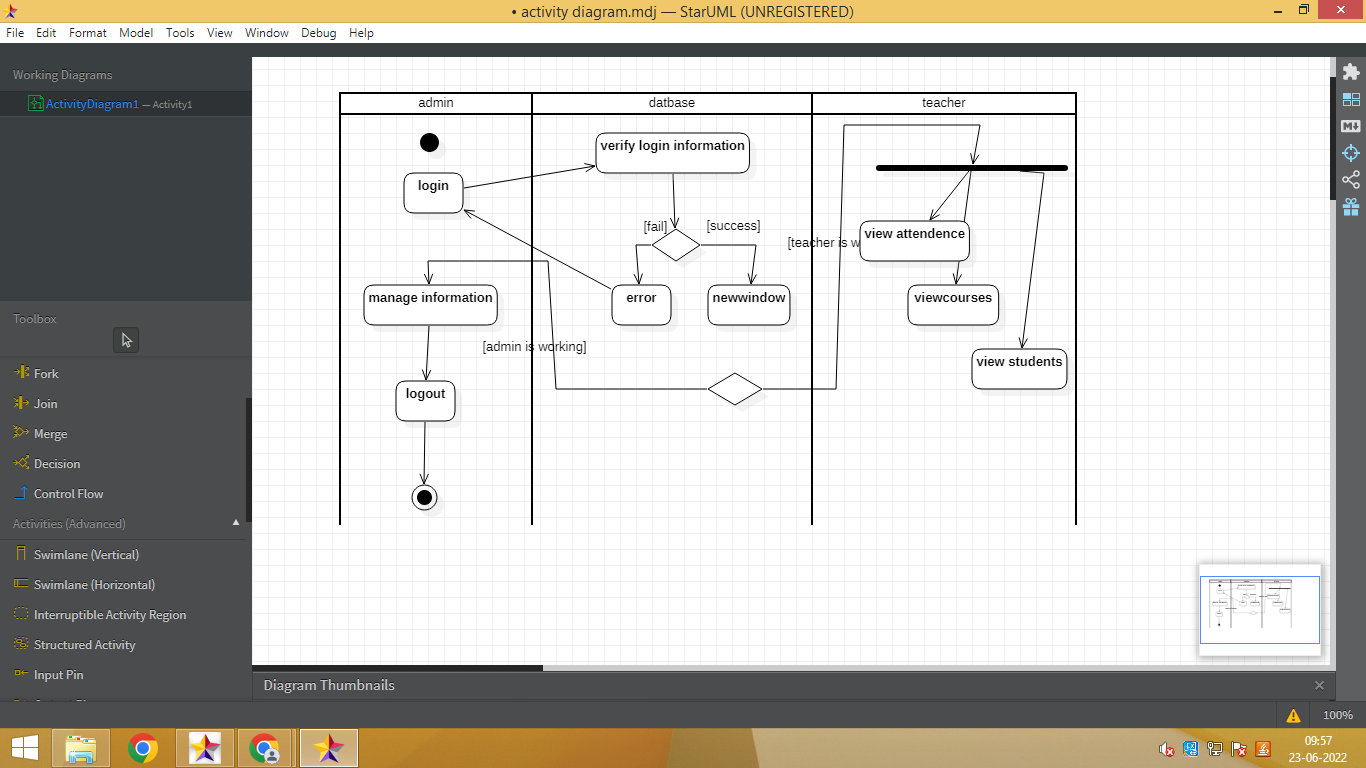 • activity diagram.mdj — StarUML (UNREGISTERED)
File Edit Format Model Tools View Window Debug Help
Working Diagrams
ActivityDiagram1 — Activity1
Toolbox
Fork
Join
Merge
Decision
Control Flow
Activities (Advanced)
Swimlane (Vertical)
Swimlane (Horizontal)
Interruptible Activity Region
Structured Activity
Input Pin
admin
datbase
teacher
verify login information
login
[fail]
[success]
[teacher is w
view attendence
manage information
error
newwindow
viewcourses
[admin is working]
view students
logout
M
Diagram Thumbnails
100%
09:57
23-06-2022